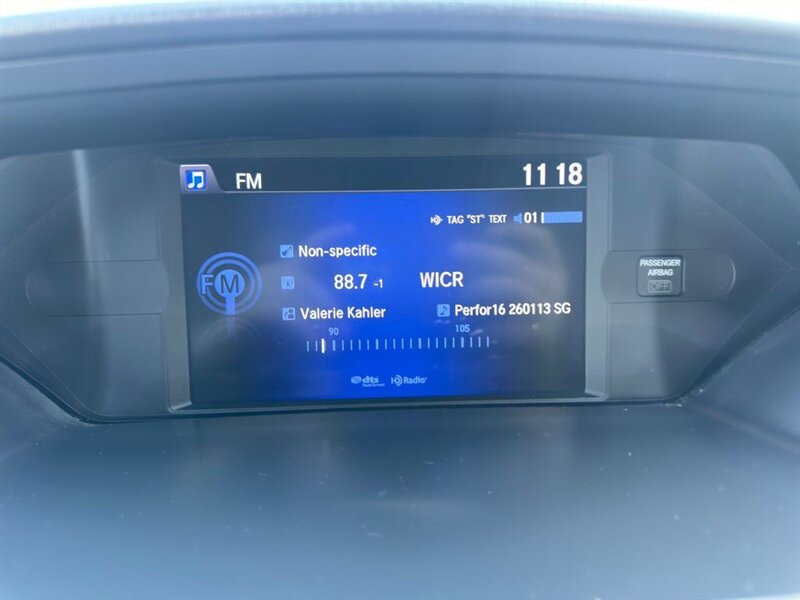 FM 11 18
TAG "ST" TEXT 01
Non-specific
FM 88.7 -1 WICR
Valerie Kahler Perfor16 260113 SG
90 105
dts HD Radio
PASSENGER
AIRBAG
OFF